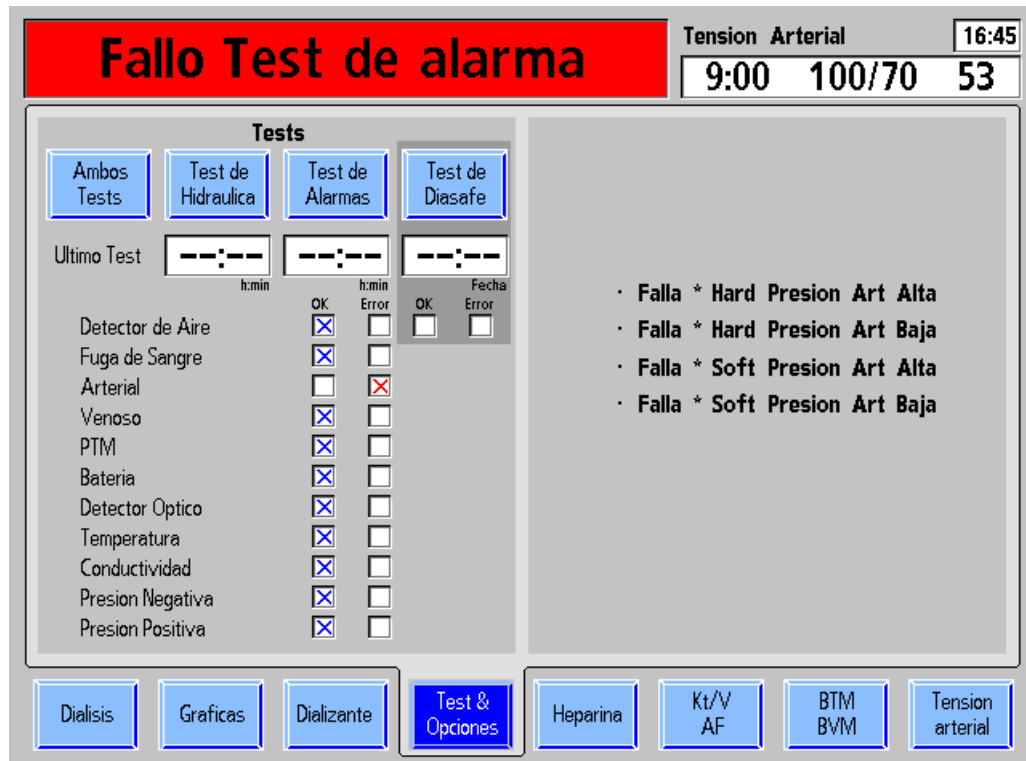 Fallo Test de alarma
Tension Arterial
16:45
9:00 100/70 53
Tests
Ambos Tests
Test de Hidraulica
Test de Alarmas
Test de Diasafe
Ultimo Test
--:-- --:-- --:--
h:min h:min Fecha
OK Error OK Error
Detector de Aire
Fuga de Sangre
Arterial
Venoso
PTM
Bateria
Detector Optico
Temperatura
Conductividad
Presion Negativa
Presion Positiva
· Falla * Hard Presion Art Alta
· Falla * Hard Presion Art Baja
· Falla * Soft Presion Art Alta
· Falla * Soft Presion Art Baja
Dialisis
Graficas
Dializante
Test & Opciones
Heparina
Kt/V AF
BTM BVM
Tension arterial